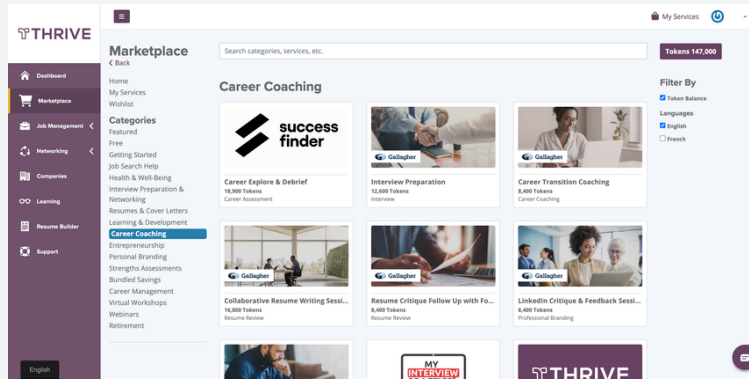 THRIVE
My Services
Dashboard
Marketplace
Job Management
Networking
Companies
Learning
Resume Builder
Support
English
Marketplace
Back
Home
My Services
Wishlist
Categories
Featured
Free
Getting Started
Job Search Help
Health & Well-Being
Interview Preparation &
Networking
Resumes & Cover Letters
Learning & Development
Career Coaching
Entrepreneurship
Personal Branding
Strengths Assessments
Bundled Savings
Career Management
Virtual Workshops
Webinars
Retirement
Search categories, services, etc.
Tokens 147,000
Career Coaching
success
finder
Career Explore & Debrief
18,900 Tokens
Career Assessment
Gallagher
Interview Preparation
12,600 Tokens
Interview
Gallagher
Career Transition Coaching
8,400 Tokens
Career Coaching
Gallagher
Collaborative Resume Writing Sessi...
16,800 Tokens
Resume Review
Gallagher
Resume Critique Follow Up with Fo...
8,400 Tokens
Resume Review
Gallagher
LinkedIn Critique & Feedback Sessi...
8,400 Tokens
Professional Branding
MY
INTERVIEW
THRIVE
Filter By
Token Balance
Languages
English
French